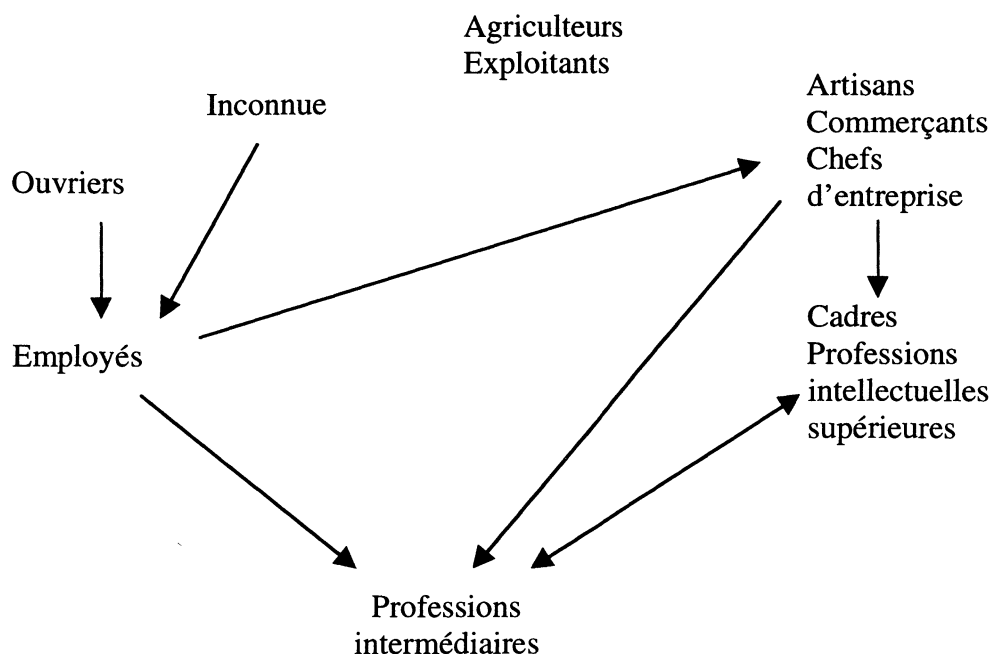 Agriculteurs
Exploitants
Inconnue
Artisans
Commerçants
Chefs
d'entreprise
Ouvriers
Employés
Cadres
Professions
intellectuelles
supérieures
Professions
intermédiaires